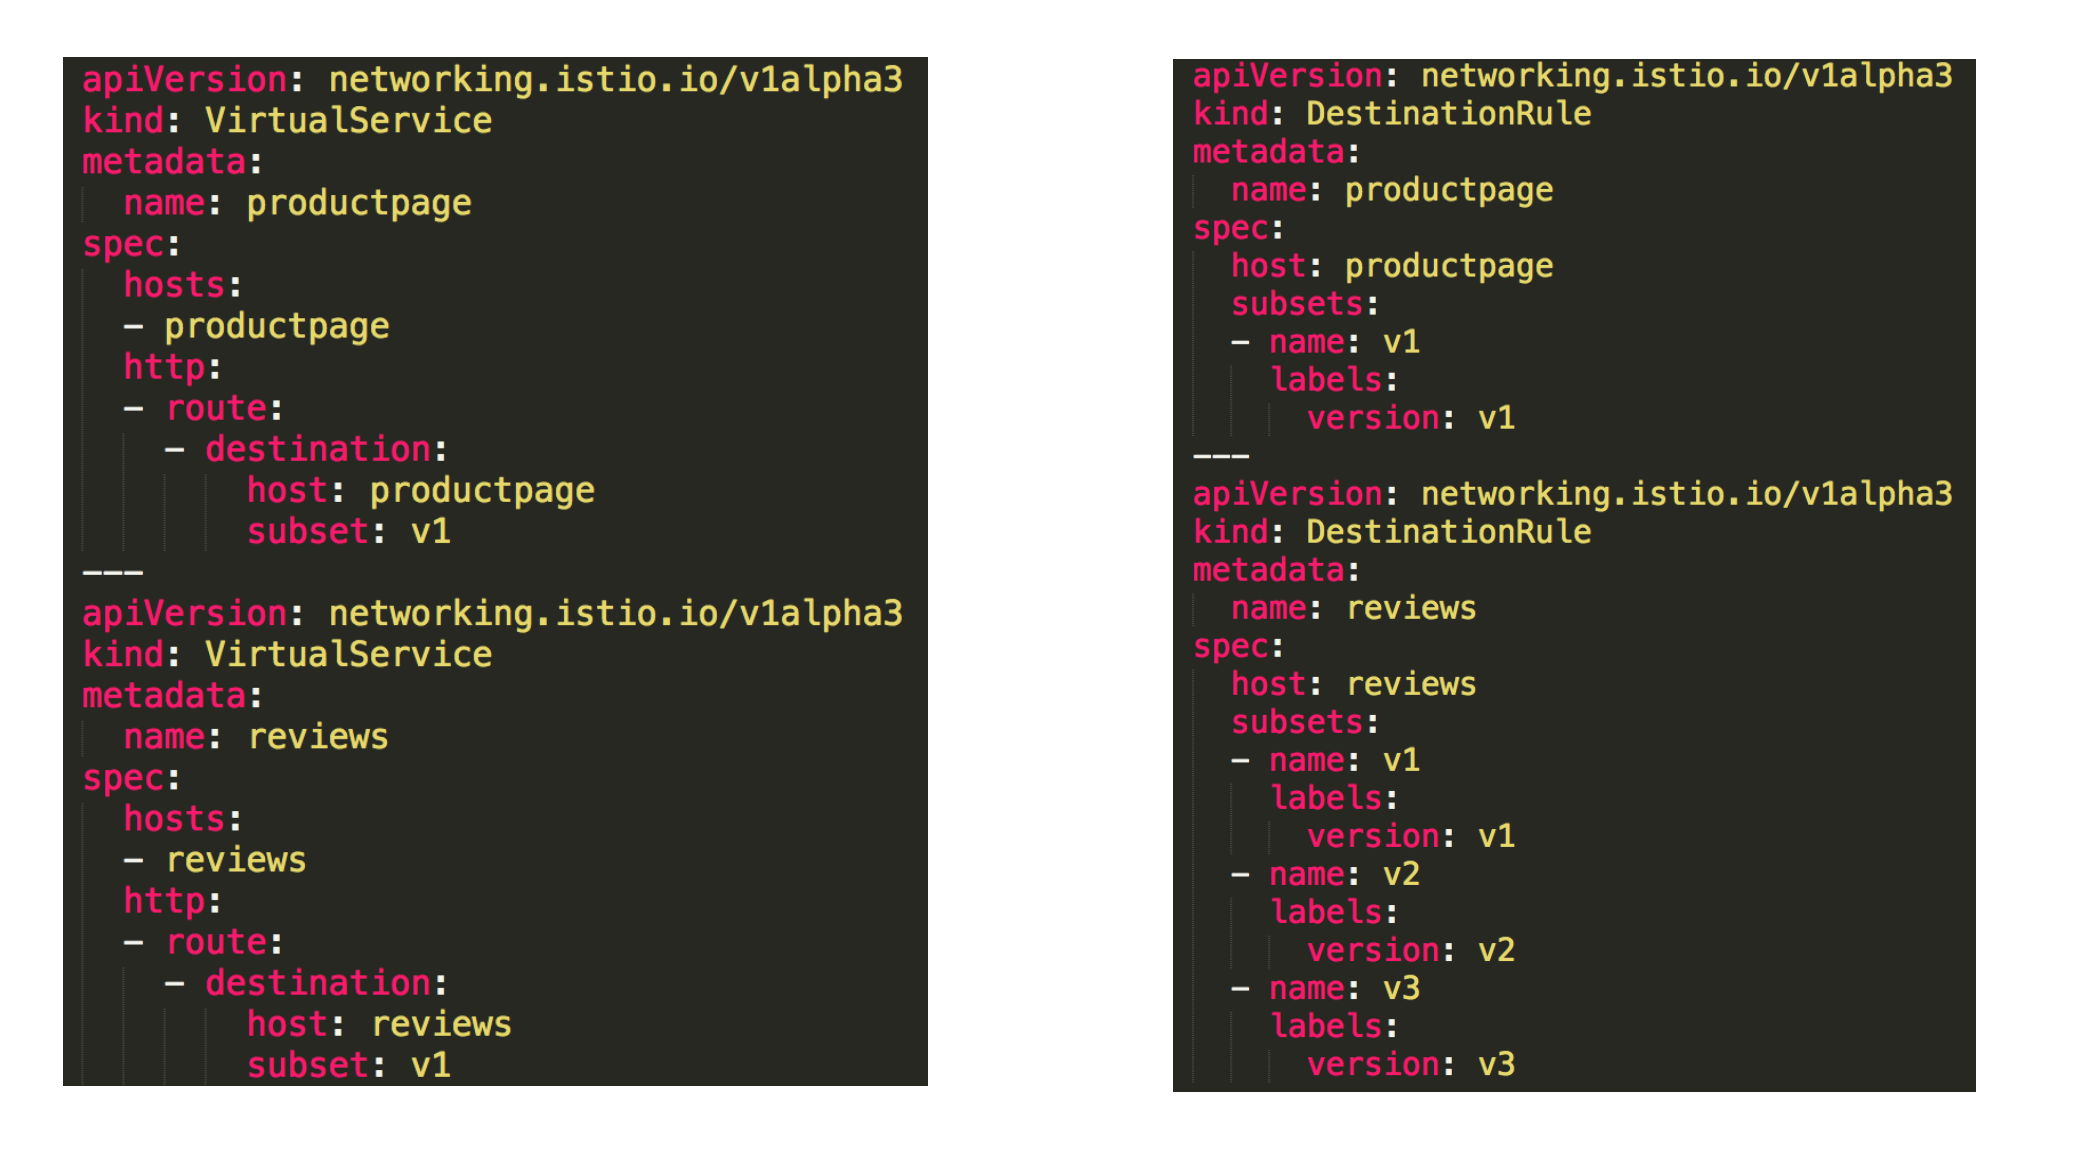 apiVersion: networking.istio.io/v1alpha3
kind: VirtualService
metadata:
  name: productpage
spec:
  hosts:
  - productpage
  http:
  - route:
    - destination:
        host: productpage
        subset: v1
---
apiVersion: networking.istio.io/v1alpha3
kind: VirtualService
metadata:
  name: reviews
spec:
  hosts:
  - reviews
  http:
  - route:
    - destination:
        host: reviews
        subset: v1
apiVersion: networking.istio.io/v1alpha3
kind: DestinationRule
metadata:
  name: productpage
spec:
  host: productpage
  subsets:
  - name: v1
    labels:
      version: v1
---
apiVersion: networking.istio.io/v1alpha3
kind: DestinationRule
metadata:
  name: reviews
spec:
  host: reviews
  subsets:
  - name: v1
    labels:
      version: v1
  - name: v2
    labels:
      version: v2
  - name: v3
    labels:
      version: v3